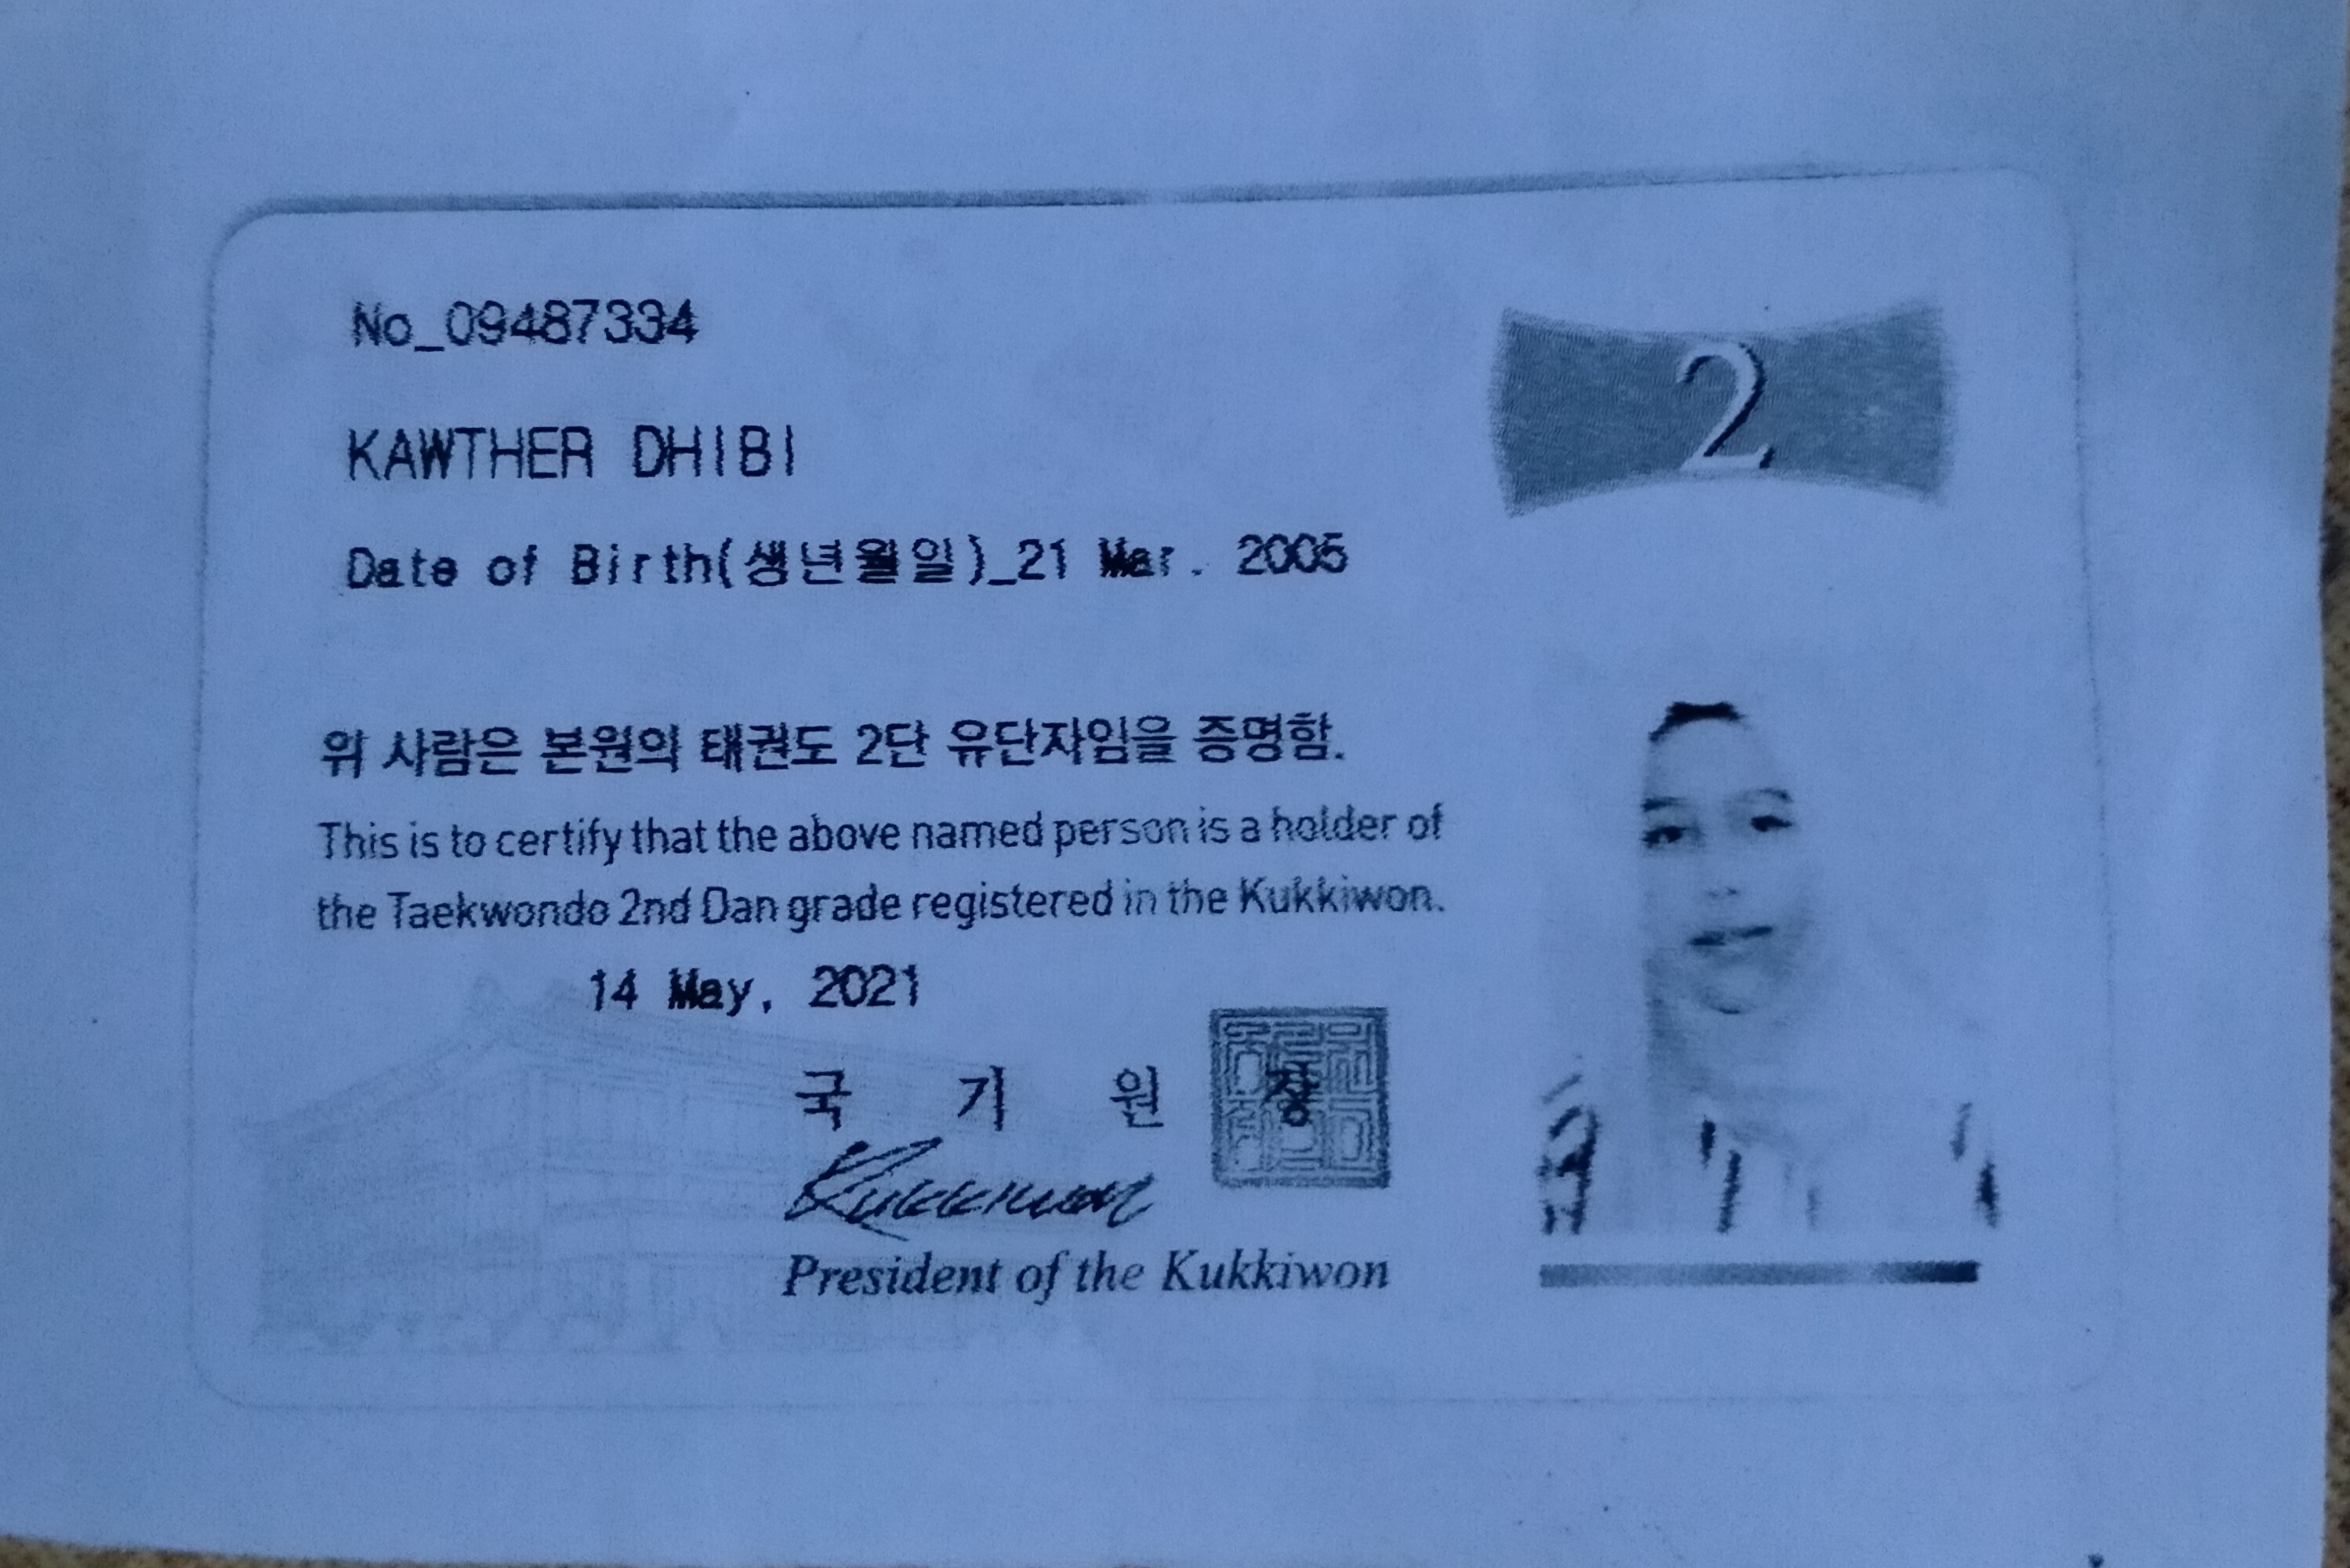 No_09487334
2
KAWTHER DHIBI
Date of Birth(생년월일)_21 Mar. 2005
위 사람은 본원의 태권도 2단 유단자임을 증명함.
This is to certify that the above named person is a holder of
the Taekwondo 2nd Dan grade registered in the Kukkiwon.
14 May, 2021
국 기 원 장
Kukkiwon
President of the Kukkiwon